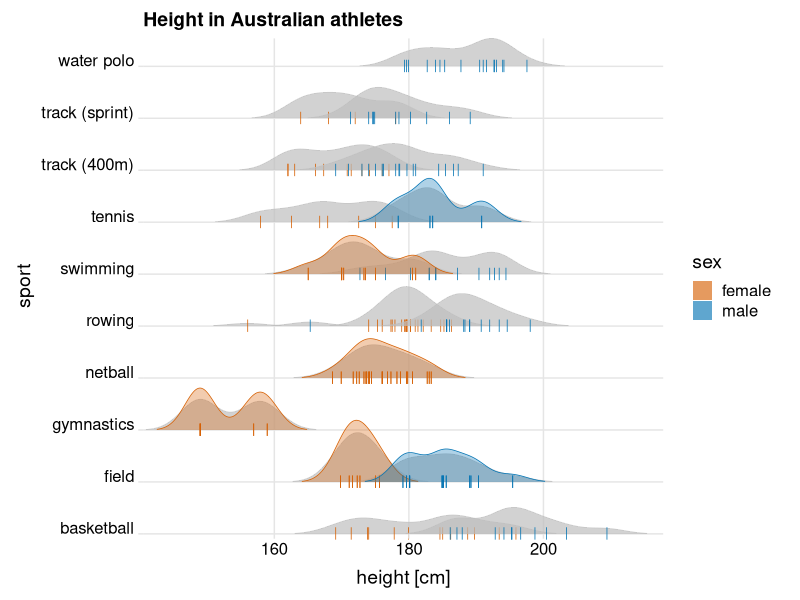 Height in Australian athletes
water polo
track (sprint)
track (400m)
tennis
swimming
rowing
netball
gymnastics
field
basketball
sport
160 180 200
height [cm]
sex
female
male